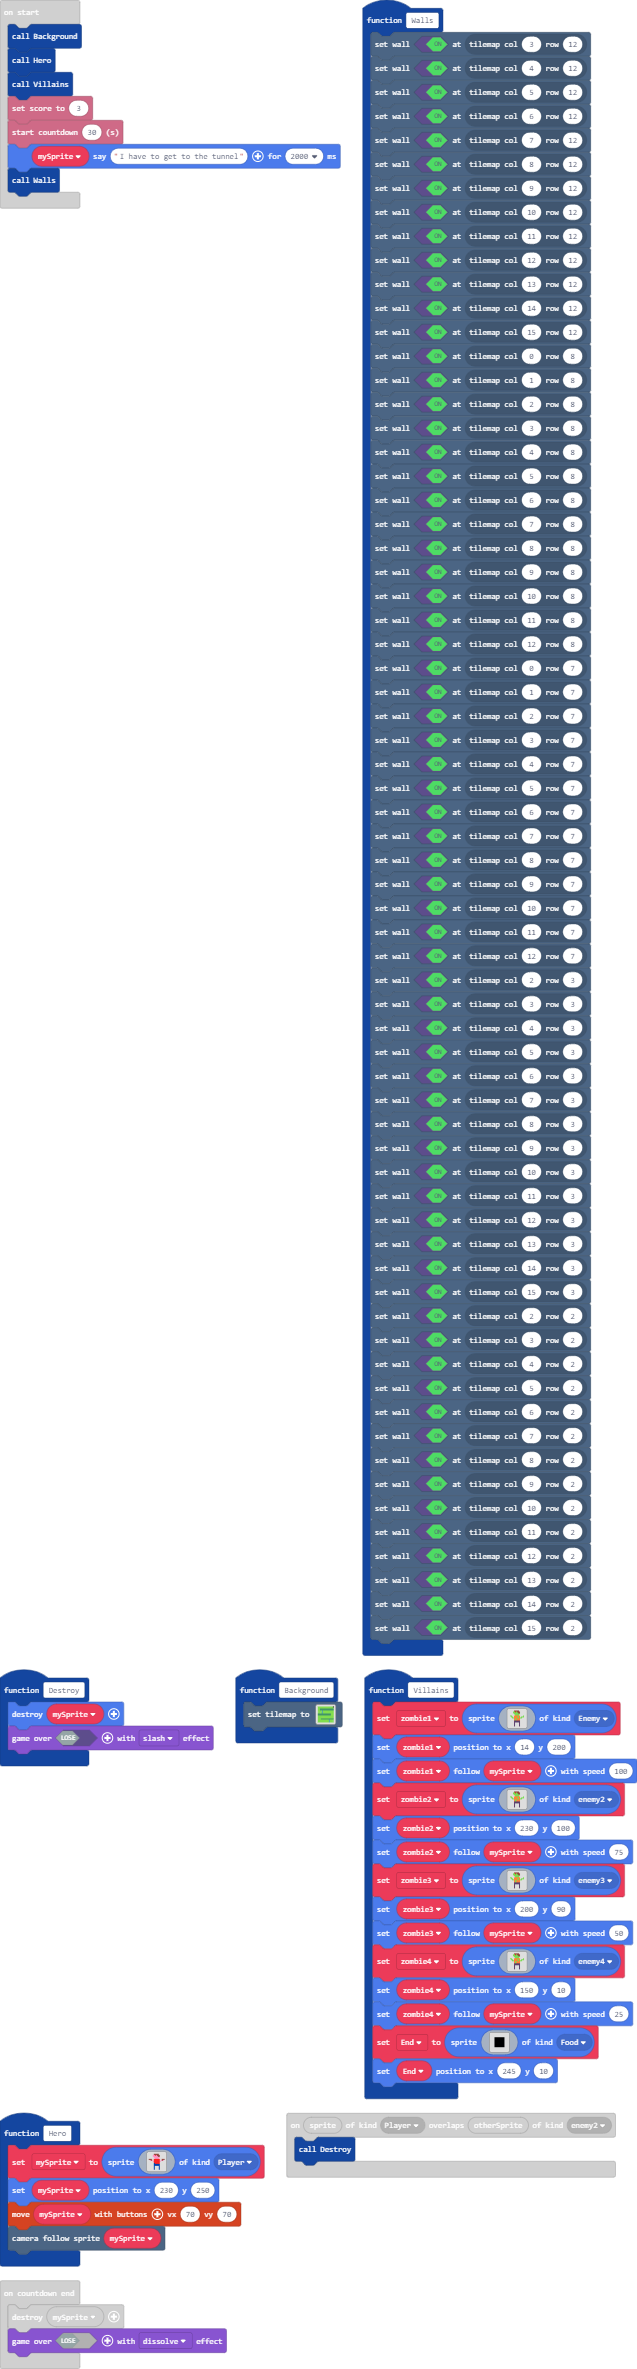 on start
call Background
call Hero
call Villains
set score to 3
start countdown 30 (s)
mySprite say "I have to get to the tunnel" for 2000 ms
call Walls
function Walls
set wall ON at tilemap col 3 row 12
set wall ON at tilemap col 4 row 12
set wall ON at tilemap col 5 row 12
set wall ON at tilemap col 6 row 12
set wall ON at tilemap col 7 row 12
set wall ON at tilemap col 8 row 12
set wall ON at tilemap col 9 row 12
set wall ON at tilemap col 10 row 12
set wall ON at tilemap col 11 row 12
set wall ON at tilemap col 12 row 12
set wall ON at tilemap col 13 row 12
set wall ON at tilemap col 14 row 12
set wall ON at tilemap col 15 row 12
set wall ON at tilemap col 0 row 8
set wall ON at tilemap col 1 row 8
set wall ON at tilemap col 2 row 8
set wall ON at tilemap col 3 row 8
set wall ON at tilemap col 4 row 8
set wall ON at tilemap col 5 row 8
set wall ON at tilemap col 6 row 8
set wall ON at tilemap col 7 row 8
set wall ON at tilemap col 8 row 8
set wall ON at tilemap col 9 row 8
set wall ON at tilemap col 10 row 8
set wall ON at tilemap col 11 row 8
set wall ON at tilemap col 12 row 8
set wall ON at tilemap col 0 row 7
set wall ON at tilemap col 1 row 7
set wall ON at tilemap col 2 row 7
set wall ON at tilemap col 3 row 7
set wall ON at tilemap col 4 row 7
set wall ON at tilemap col 5 row 7
set wall ON at tilemap col 6 row 7
set wall ON at tilemap col 7 row 7
set wall ON at tilemap col 8 row 7
set wall ON at tilemap col 9 row 7
set wall ON at tilemap col 10 row 7
set wall ON at tilemap col 11 row 7
set wall ON at tilemap col 12 row 7
set wall ON at tilemap col 2 row 3
set wall ON at tilemap col 3 row 3
set wall ON at tilemap col 4 row 3
set wall ON at tilemap col 5 row 3
set wall ON at tilemap col 6 row 3
set wall ON at tilemap col 7 row 3
set wall ON at tilemap col 8 row 3
set wall ON at tilemap col 9 row 3
set wall ON at tilemap col 10 row 3
set wall ON at tilemap col 11 row 3
set wall ON at tilemap col 12 row 3
set wall ON at tilemap col 13 row 3
set wall ON at tilemap col 14 row 3
set wall ON at tilemap col 15 row 3
set wall ON at tilemap col 2 row 2
set wall ON at tilemap col 3 row 2
set wall ON at tilemap col 4 row 2
set wall ON at tilemap col 5 row 2
set wall ON at tilemap col 6 row 2
set wall ON at tilemap col 7 row 2
set wall ON at tilemap col 8 row 2
set wall ON at tilemap col 9 row 2
set wall ON at tilemap col 10 row 2
set wall ON at tilemap col 11 row 2
set wall ON at tilemap col 12 row 2
set wall ON at tilemap col 13 row 2
set wall ON at tilemap col 14 row 2
set wall ON at tilemap col 15 row 2
function Destroy
destroy mySprite
game over LOSE with slash effect
function Background
set tilemap to
function Villains
set zombie1 to sprite of kind Enemy
set zombie1 position to x 14 y 200
set zombie1 follow mySprite with speed 100
set zombie2 to sprite of kind enemy2
set zombie2 position to x 230 y 100
set zombie2 follow mySprite with speed 75
set zombie3 to sprite of kind enemy3
set zombie3 position to x 200 y 90
set zombie3 follow mySprite with speed 50
set zombie4 to sprite of kind enemy4
set zombie4 position to x 150 y 10
set zombie4 follow mySprite with speed 25
set End to sprite of kind Food
set End position to x 245 y 10
function Hero
set mySprite to sprite of kind Player
set mySprite position to x 230 y 250
move mySprite with buttons vx 70 vy 70
camera follow sprite mySprite
on sprite of kind Player overlaps otherSprite of kind enemy2
call Destroy
on countdown end
destroy mySprite
game over LOSE with dissolve effect